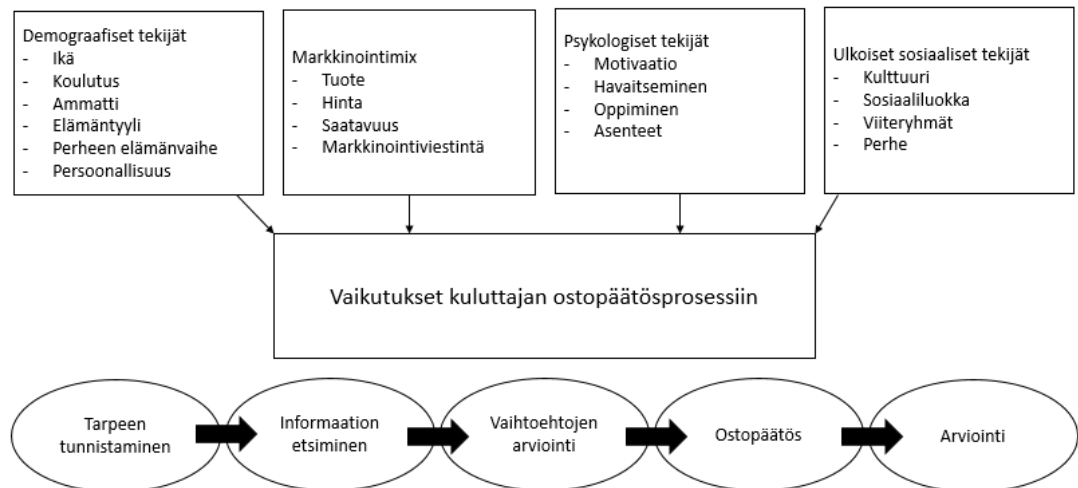 Demograafiset tekijät
- Ikä
- Koulutus
- Ammatti
- Elämäntyyli
- Perheen elämänvaihe
- Persoonallisuus
Markkinointimix
- Tuote
- Hinta
- Saatavuus
- Markkinointiviestintä
Psykologiset tekijät
- Motivaatio
- Havaitseminen
- Oppiminen
- Asenteet
Ulkoiset sosiaaliset tekijät
- Kulttuuri
- Sosiaaliluokka
- Viiteryhmät
- Perhe
Vaikutukset kuluttajan ostopäätösprosessiin
Tarpeen
tunnistaminen
Informaation
etsiminen
Vaihtoehtojen
arviointi
Ostopäätös
Arviointi